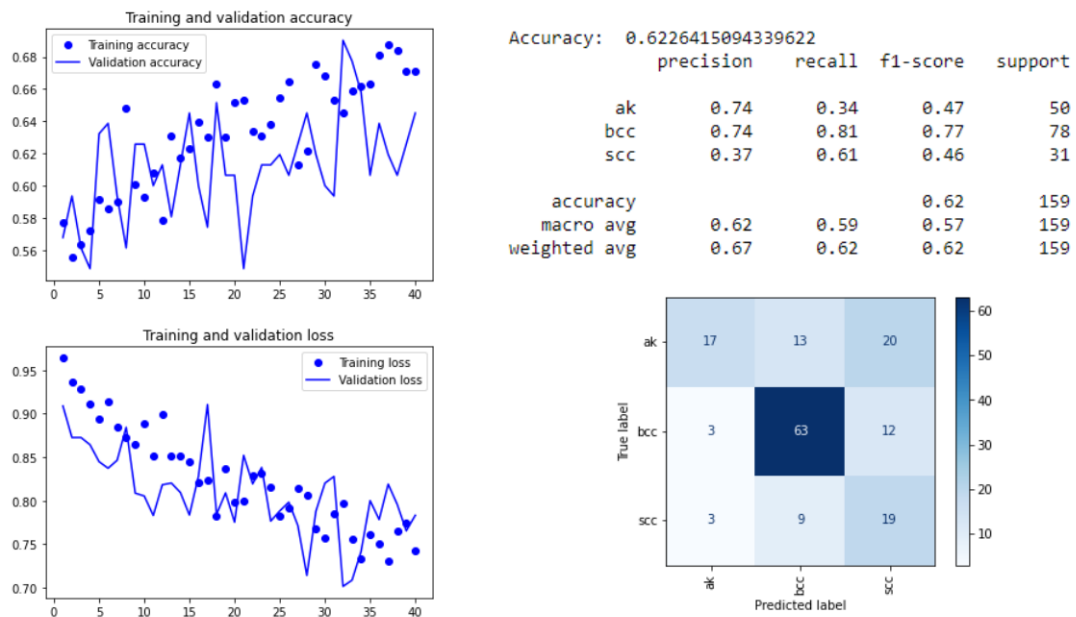 Training and validation accuracy
Training accuracy
Validation accuracy
0.68
0.66
0.64
0.62
0.60
0.58
0.56
0 5 10 15 20 25 30 35 40
Training and validation loss
Training loss
Validation loss
0.95
0.90
0.85
0.80
0.75
0.70
0 5 10 15 20 25 30 35 40
Accuracy: 0.6226415094339622
precision recall f1-score support
ak 0.74 0.34 0.47 50
bcc 0.74 0.81 0.77 78
scc 0.37 0.61 0.46 31
accuracy 0.62 159
macro avg 0.62 0.59 0.57 159
weighted avg 0.67 0.62 0.62 159
True label
ak 17 13 20
bcc 3 63 12
scc 3 9 19
ak bcc scc
Predicted label
60
50
40
30
20
10